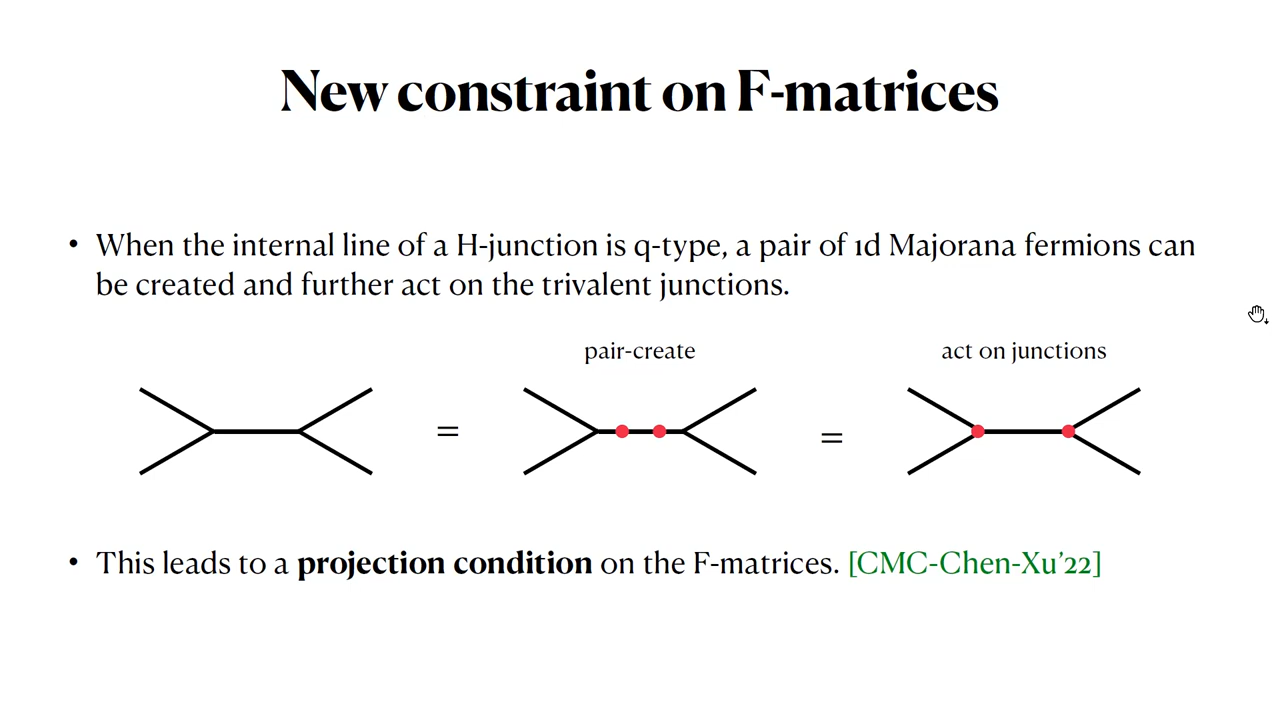 New constraint on F-matrices
• When the internal line of a H-junction is q-type, a pair of 1d Majorana fermions can
be created and further act on the trivalent junctions.
pair-create
act on junctions
= =
• This leads to a projection condition on the F-matrices. [CMC-Chen-Xu’22]